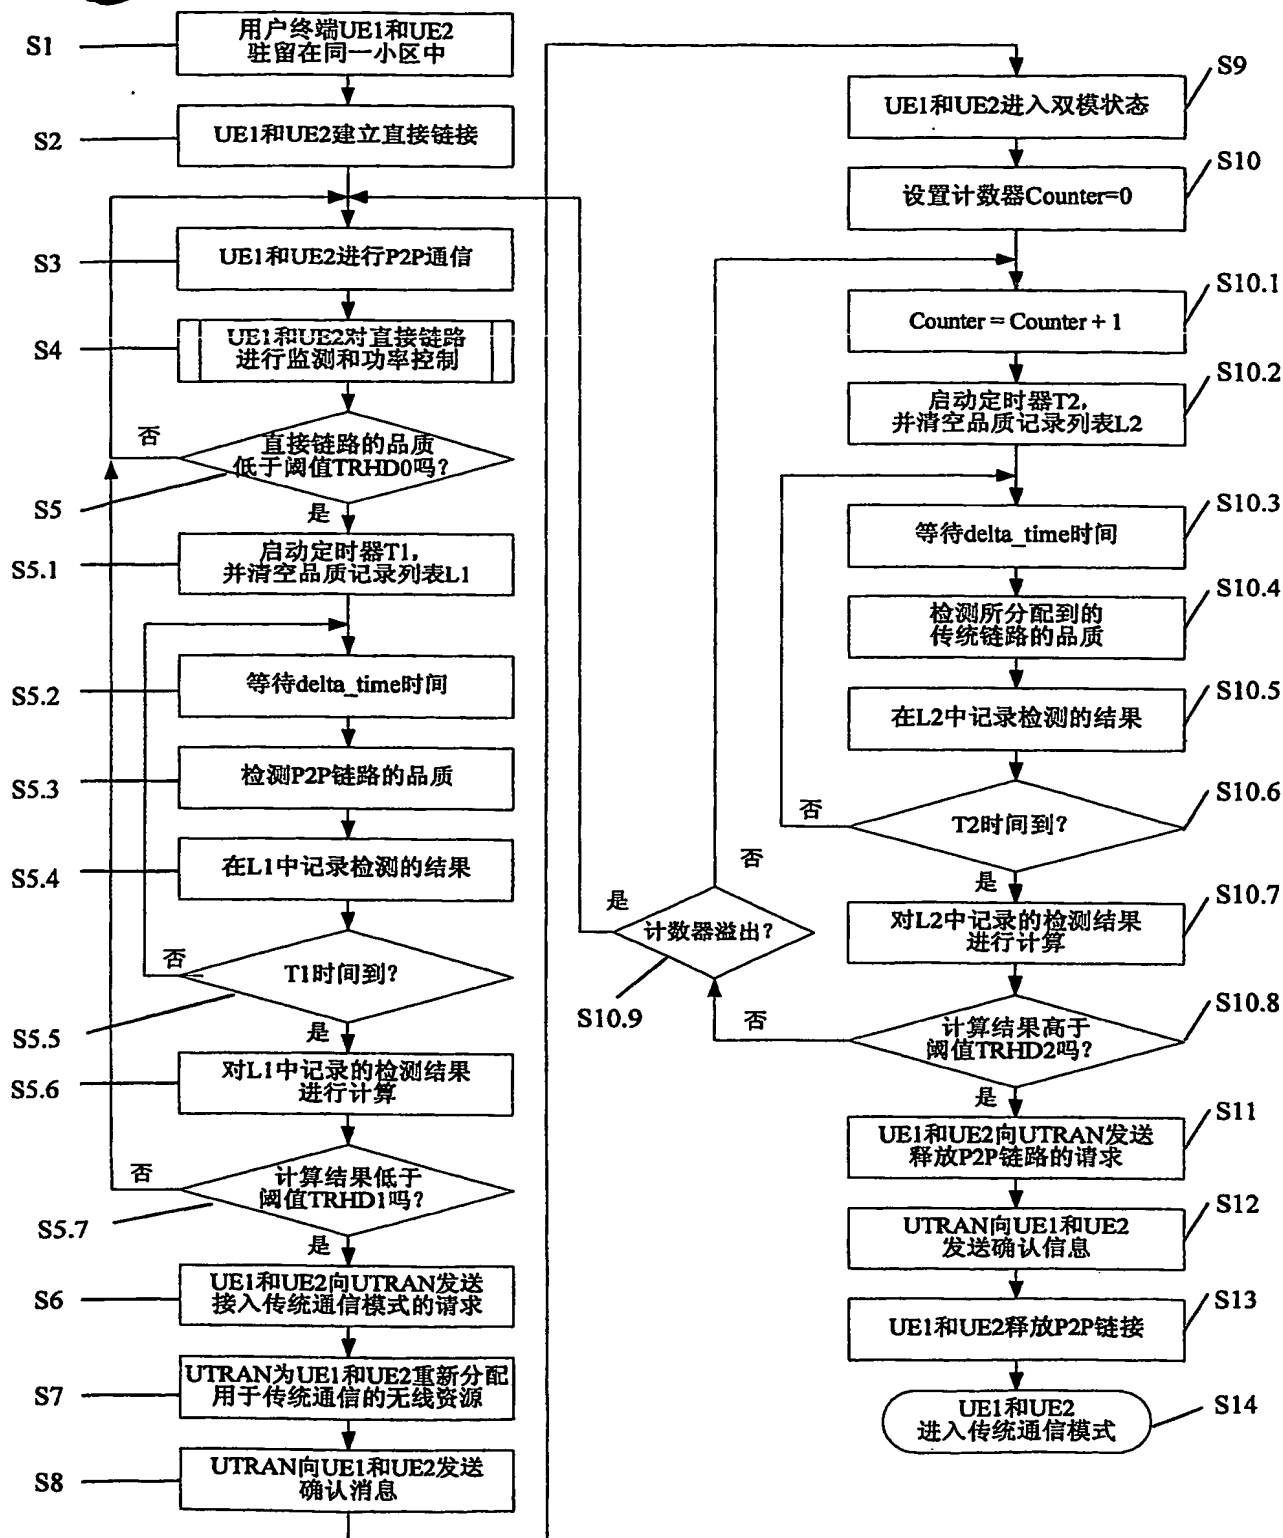 S1
用户终端UE1和UE2
驻留在同一小区中
S2
UE1和UE2建立直接链接
S3
UE1和UE2进行P2P通信
S4
UE1和UE2对直接链路
进行监测和功率控制
否
直接链路的品质
低于阈值TRHD0吗?
S5
是
S5.1
启动定时器T1,
并清空品质记录列表L1
S5.2
等待delta_time时间
S5.3
检测P2P链路的品质
S5.4
在L1中记录检测的结果
否
T1时间到?
S5.5
是
S5.6
对L1中记录的检测结果
进行计算
否
计算结果低于
阈值TRHD1吗?
S5.7
是
S6
UE1和UE2向UTRAN发送
接入传统通信模式的请求
S7
UTRAN为UE1和UE2重新分配
用于传统通信的无线资源
S8
UTRAN向UE1和UE2发送
确认消息
S9
UE1和UE2进入双模状态
S10
设置计数器Counter=0
S10.1
Counter = Counter + 1
S10.2
启动定时器T2,
并清空品质记录列表L2
S10.3
等待delta_time时间
S10.4
检测所分配到的
传统链路的品质
S10.5
在L2中记录检测的结果
S10.6
否
T2时间到?
是
S10.7
对L2中记录的检测结果
进行计算
S10.8
否
计算结果高于
阈值TRHD2吗?
是
否
是
计数器溢出?
S10.9
S11
UE1和UE2向UTRAN发送
释放P2P链路的请求
S12
UTRAN向UE1和UE2
发送确认信息
S13
UE1和UE2释放P2P链接
S14
UE1和UE2
进入传统通信模式